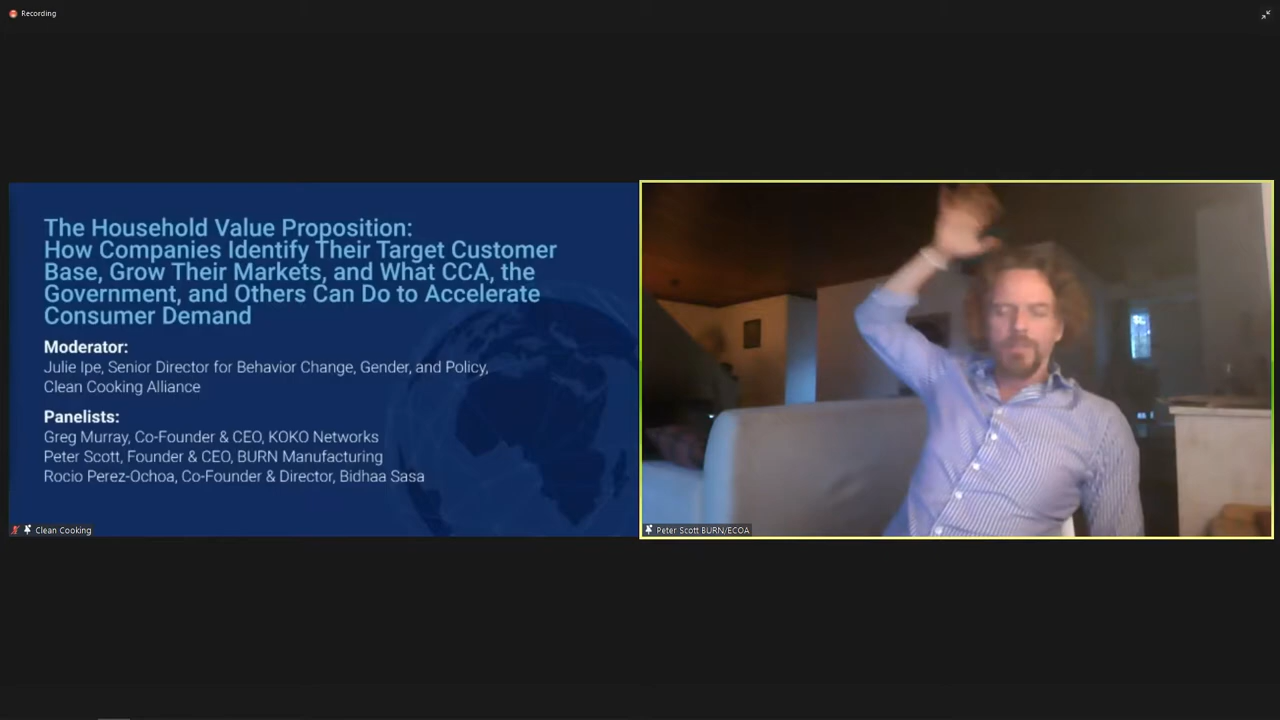 Recording
The Household Value Proposition:
How Companies Identify Their Target Customer
Base, Grow Their Markets, and What CCA, the
Government, and Others Can Do to Accelerate
Consumer Demand
Moderator:
Julie Ipe, Senior Director for Behavior Change, Gender, and Policy,
Clean Cooking Alliance
Panelists:
Greg Murray, Co-Founder & CEO, KOKO Networks
Peter Scott, Founder & CEO, BURN Manufacturing
Rocio Perez-Ochoa, Co-Founder & Director, Bidhaa Sasa
Clean Cooking
Peter Scott BURN/ECOA